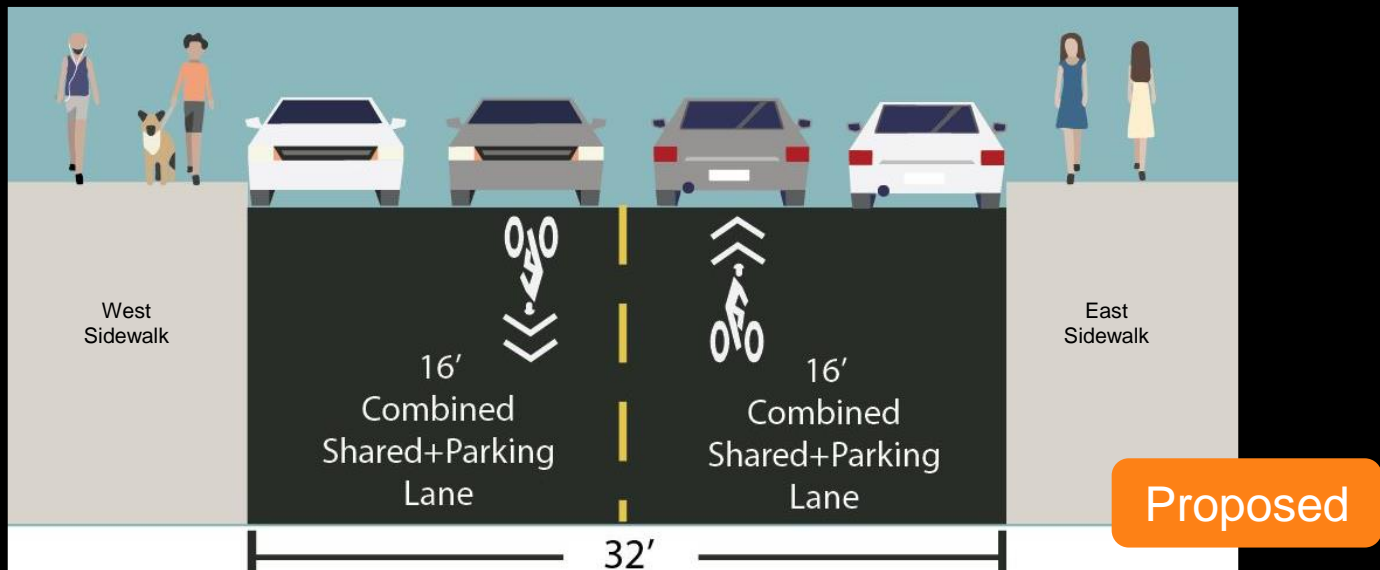 West
Sidewalk
16′
Combined
Shared+Parking
Lane
16′
Combined
Shared+Parking
Lane
East
Sidewalk
Proposed
32′